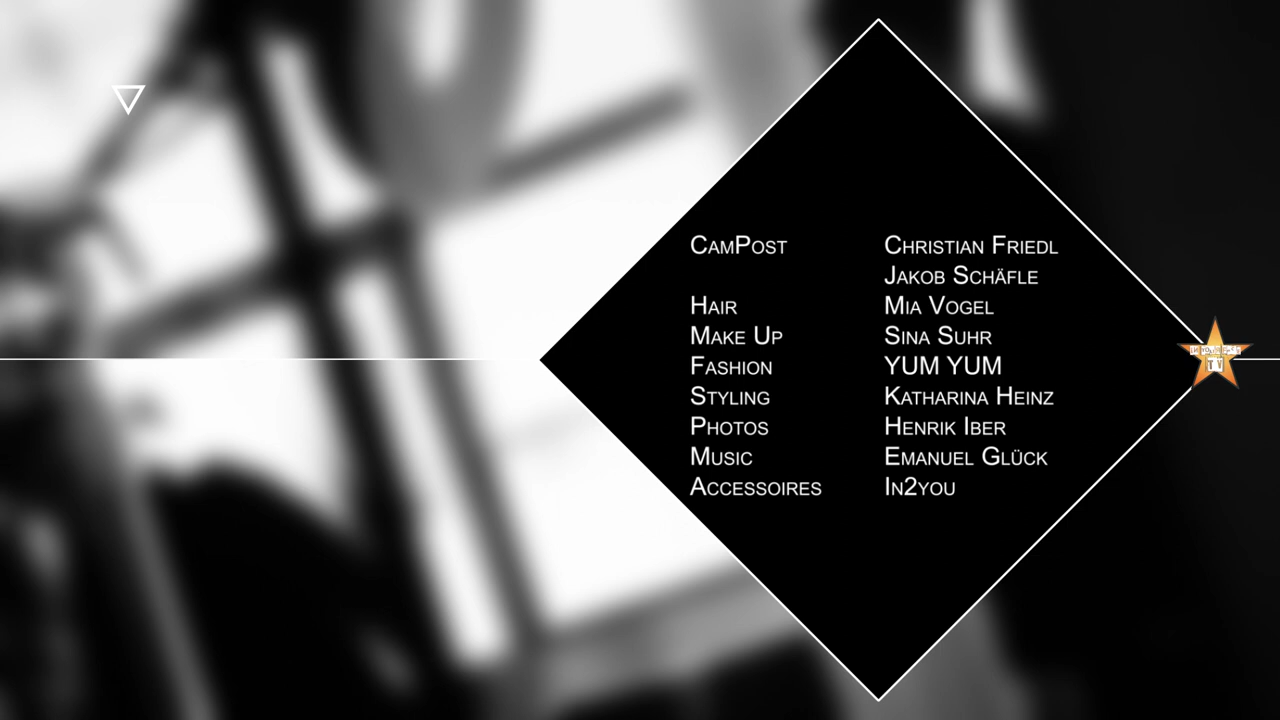 CamPost Christian Friedl
Jakob Schäfle
Hair Mia Vogel
Make Up Sina Suhr
Fashion YUM YUM
Styling Katharina Heinz
Photos Henrik Iber
Music Emanuel Glück
Accessoires In2you
TV